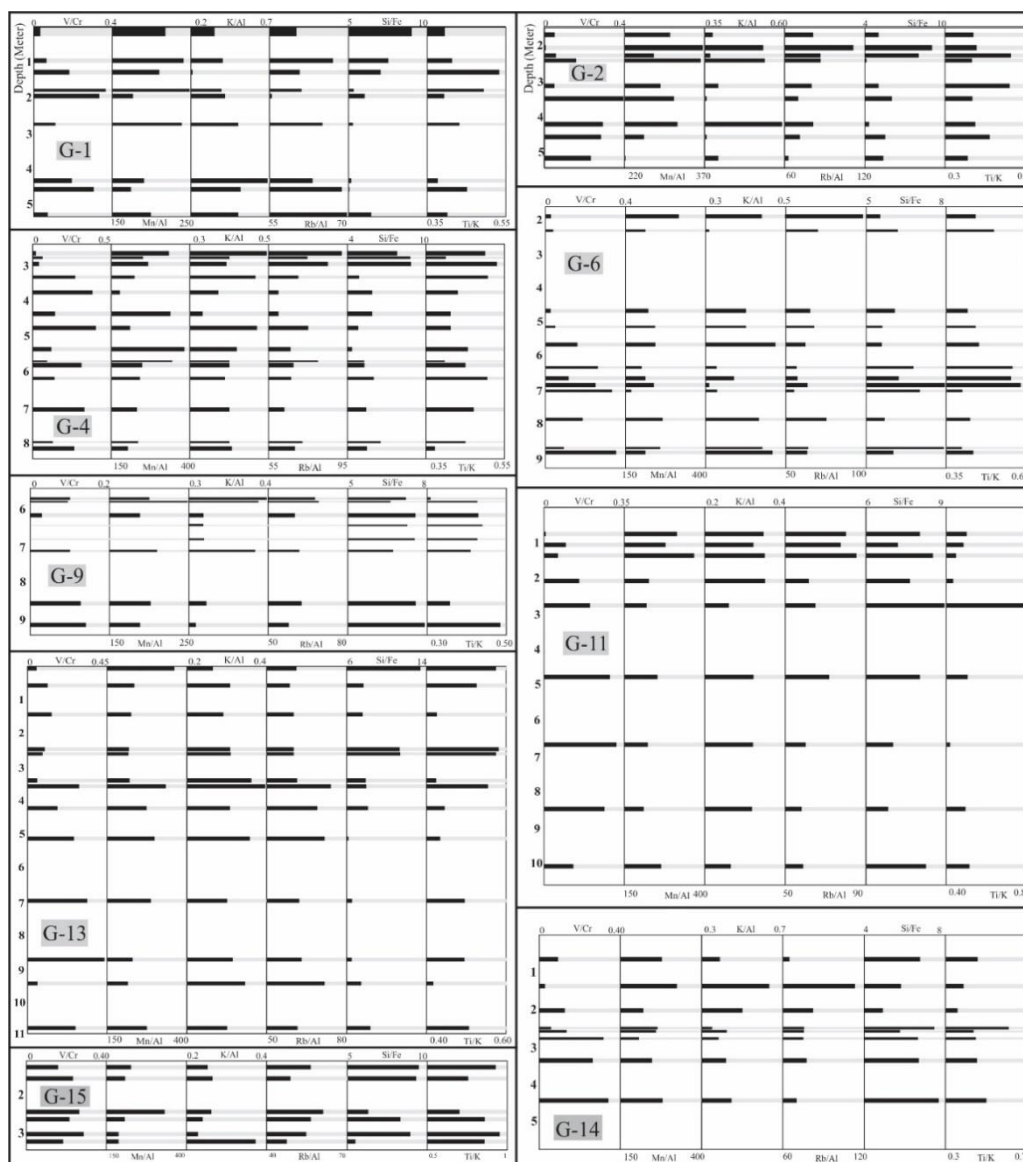 0 V/Cr 0.4 0.2 K/Al 0.7 5 Si/Fe 10
Depth (Meter)
1
2
3
G-1
4
5
150 Mn/Al 250 55 Rb/Al 70 0.35 Ti/K 0.55
0 V/Cr 0.5 0.3 K/Al 0.5 4 Si/Fe 10
3
4
5
6
7
G-4
8
150 Mn/Al 400 55 Rb/Al 95 0.35 Ti/K 0.55
0 V/Cr 0.2 0.3 K/Al 0.4 5 Si/Fe 8
6
7
8
G-9
9
150 Mn/Al 250 50 Rb/Al 80 0.30 Ti/K 0.50
0 V/Cr 0.45 0.2 K/Al 0.4 6 Si/Fe 14
1
2
3
4
5
6
7
8
G-13
9
10
11
150 Mn/Al 400 50 Rb/Al 80 0.40 Ti/K 0.60
0 V/Cr 0.40 0.2 K/Al 0.4 5 Si/Fe 10
2
G-15
3
150 Mn/Al 400 40 Rb/Al 70 0.5 Ti/K 1
0 V/Cr 0.4 0.35 K/Al 0.60 4 Si/Fe 10
Depth (Meter)
G-2
2
3
4
5
220 Mn/Al 370 60 Rb/Al 120 0.3 Ti/K
0 V/Cr 0.4 0.3 K/Al 0.5 5 Si/Fe 8
2
G-6
3
4
5
6
7
8
9
150 Mn/Al 400 50 Rb/Al 100 0.35 Ti/K
0 V/Cr 0.35 0.2 K/Al 0.4 6 Si/Fe 9
1
2
3
G-11
4
5
6
7
8
9
10
150 Mn/Al 400 50 Rb/Al 90 0.40 Ti/K
0 V/Cr 0.40 0.3 K/Al 0.7 4 Si/Fe 8
1
2
3
4
5
G-14
150 Mn/Al 400 60 Rb/Al 120 0.3 Ti/K